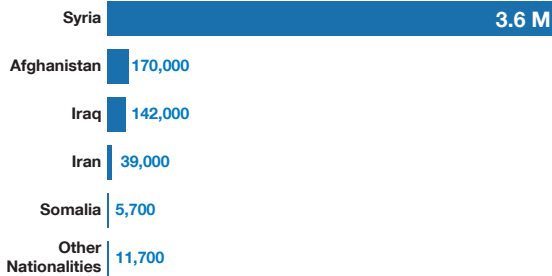 Syria 3.6 M
Afghanistan 170,000
Iraq 142,000
Iran 39,000
Somalia 5,700
Other
Nationalities 11,700